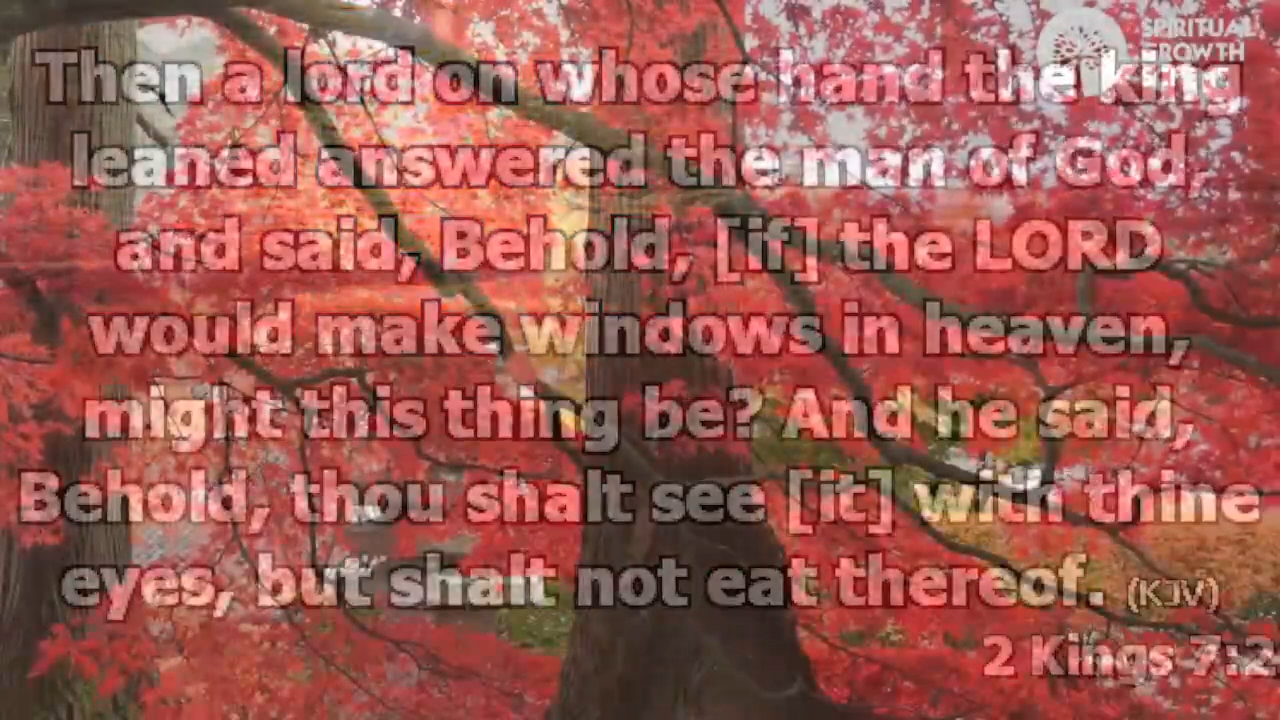 SPIRITUAL
GROWTH
Then a lord on whose hand the king
leaned answered the man of God,
and said, Behold, [if] the LORD
would make windows in heaven,
might this thing be? And he said,
Behold, thou shalt see [it] with thine
eyes, but shalt not eat thereof. (KJV)
2 Kings 7:2